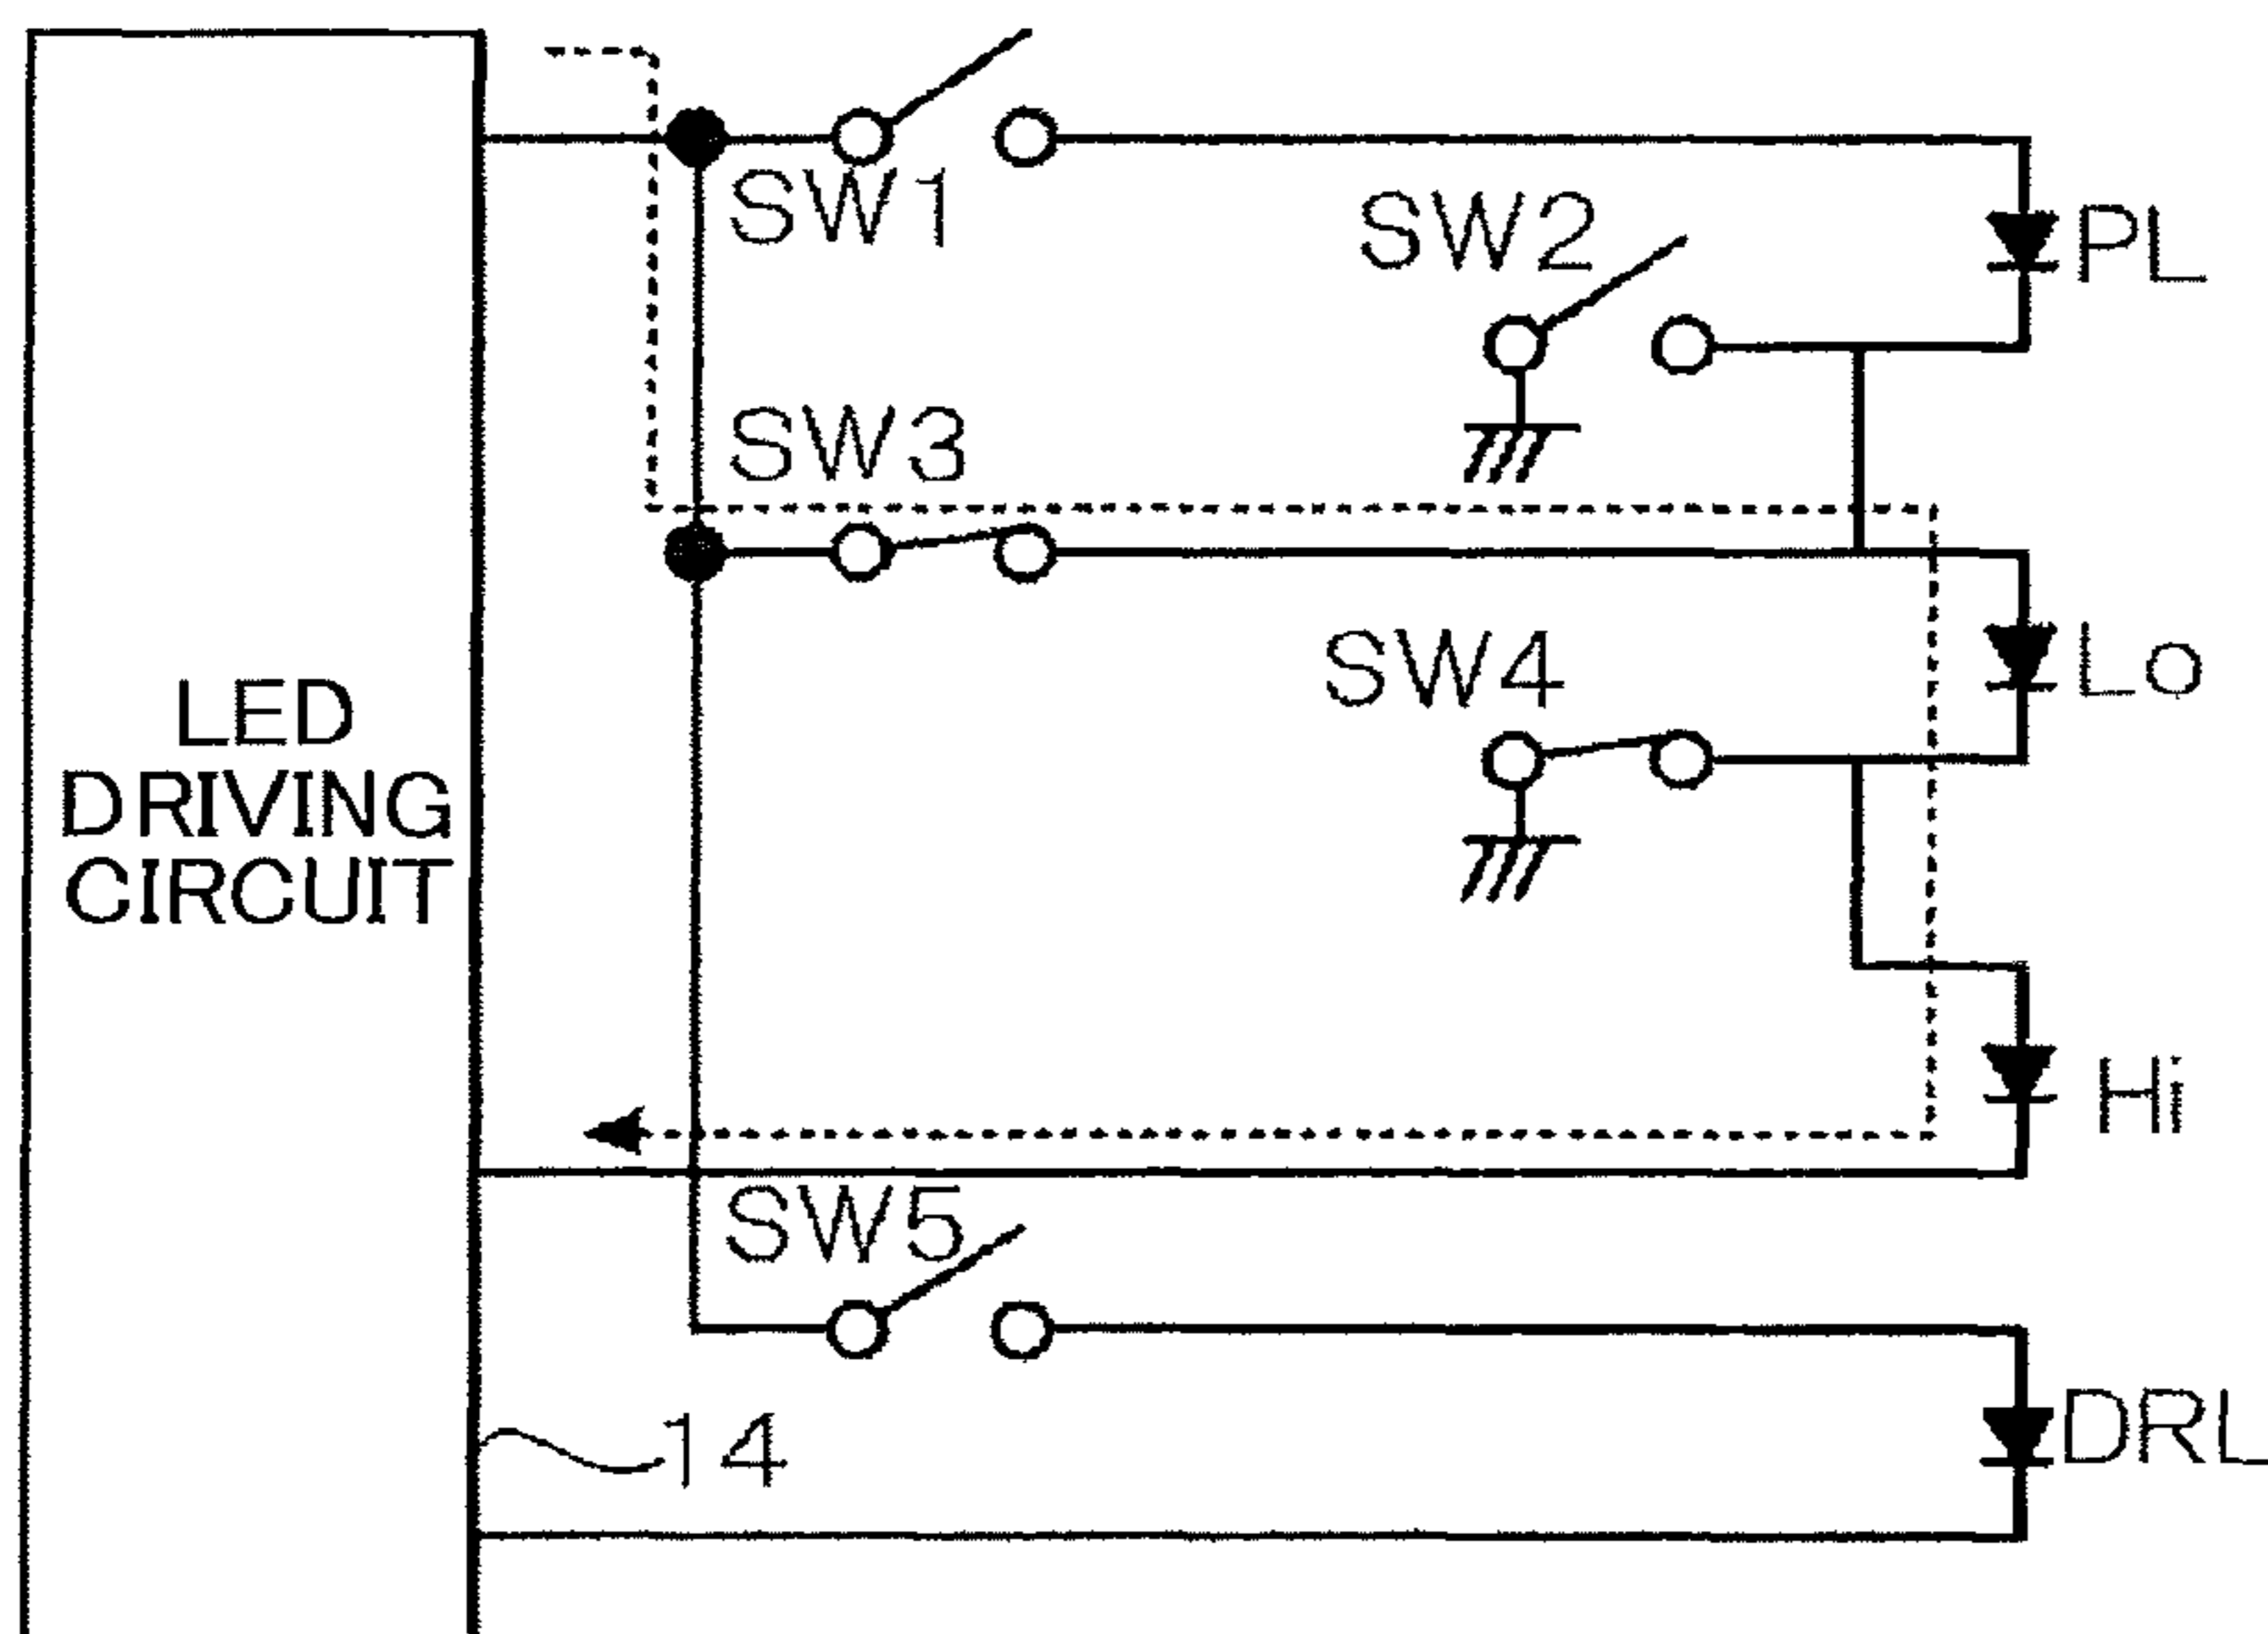 SW1
SW2
PL
SW3
SW4
Lo
LED
DRIVING
CIRCUIT
Hi
SW5
DRL
14